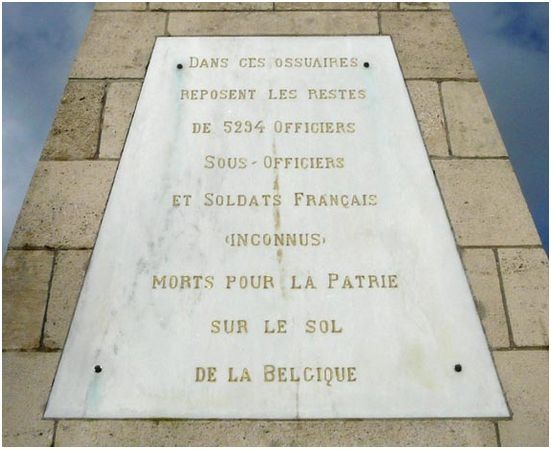 DANS CES OSSUAIRES
REPOSENT LES RESTES
DE 5294 OFFICIERS
SOUS-OFFICIERS
ET SOLDATS FRANÇAIS
(INCONNUS)
MORTS POUR LA PATRIE
SUR LE SOL
DE LA BELGIQUE